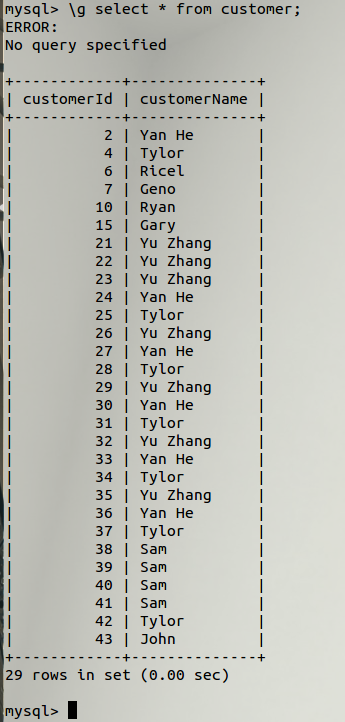 mysql> \g select * from customer;
ERROR:
No query specified
+------------+--------------+
| customerId | customerName |
+------------+--------------+
|          2 | Yan He       |
|          4 | Tylor        |
|          6 | Ricel        |
|          7 | Geno         |
|         10 | Ryan         |
|         15 | Gary         |
|         21 | Yu Zhang     |
|         22 | Yu Zhang     |
|         23 | Yu Zhang     |
|         24 | Yan He       |
|         25 | Tylor        |
|         26 | Yu Zhang     |
|         27 | Yan He       |
|         28 | Tylor        |
|         29 | Yu Zhang     |
|         30 | Yan He       |
|         31 | Tylor        |
|         32 | Yu Zhang     |
|         33 | Yan He       |
|         34 | Tylor        |
|         35 | Yu Zhang     |
|         36 | Yan He       |
|         37 | Tylor        |
|         38 | Sam          |
|         39 | Sam          |
|         40 | Sam          |
|         41 | Sam          |
|         42 | Tylor        |
|         43 | John         |
+------------+--------------+
29 rows in set (0.00 sec)
mysql>